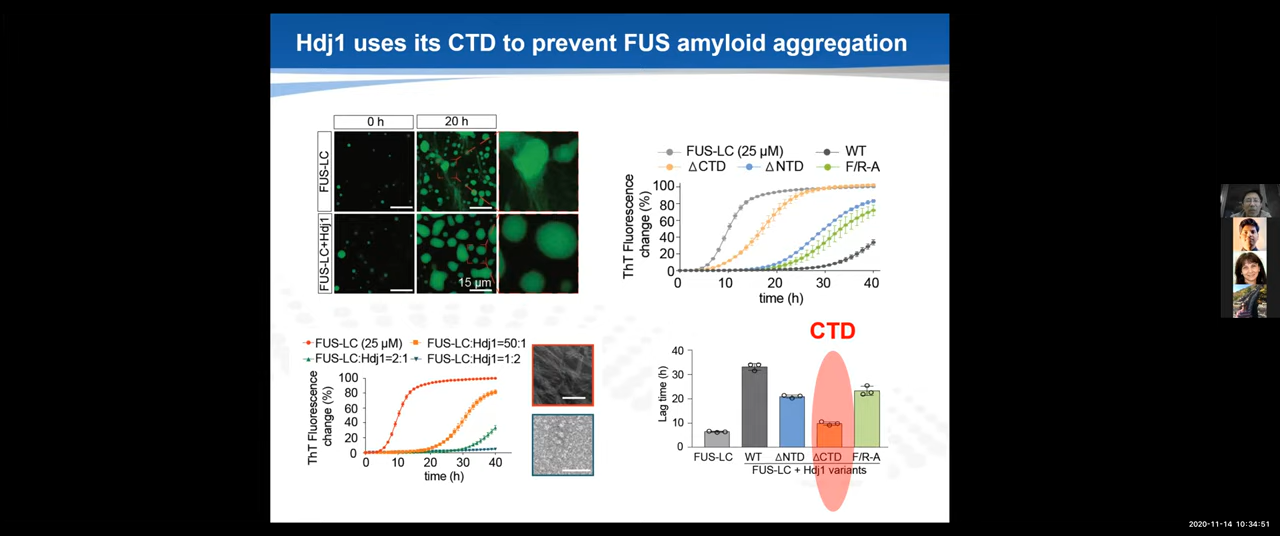 Hdj1 uses its CTD to prevent FUS amyloid aggregation
0 h
20 h
FUS-LC
FUS-LC+Hdj1
15 μm
FUS-LC (25 μM)
WT
ΔCTD
ΔNTD
F/R-A
ThT Fluorescence
change (%)
100
80
60
40
20
0
0
10
20
30
40
time (h)
FUS-LC (25 μM)
FUS-LC:Hdj1=50:1
FUS-LC:Hdj1=2:1
FUS-LC:Hdj1=1:2
ThT Fluorescence
change (%)
100
80
60
40
20
0
0
10
20
30
40
time (h)
CTD
Lag time (h)
40
30
20
10
0
FUS-LC
WT
ΔNTD
ΔCTD
F/R-A
FUS-LC + Hdj1 variants
2020-11-14 10:34:51